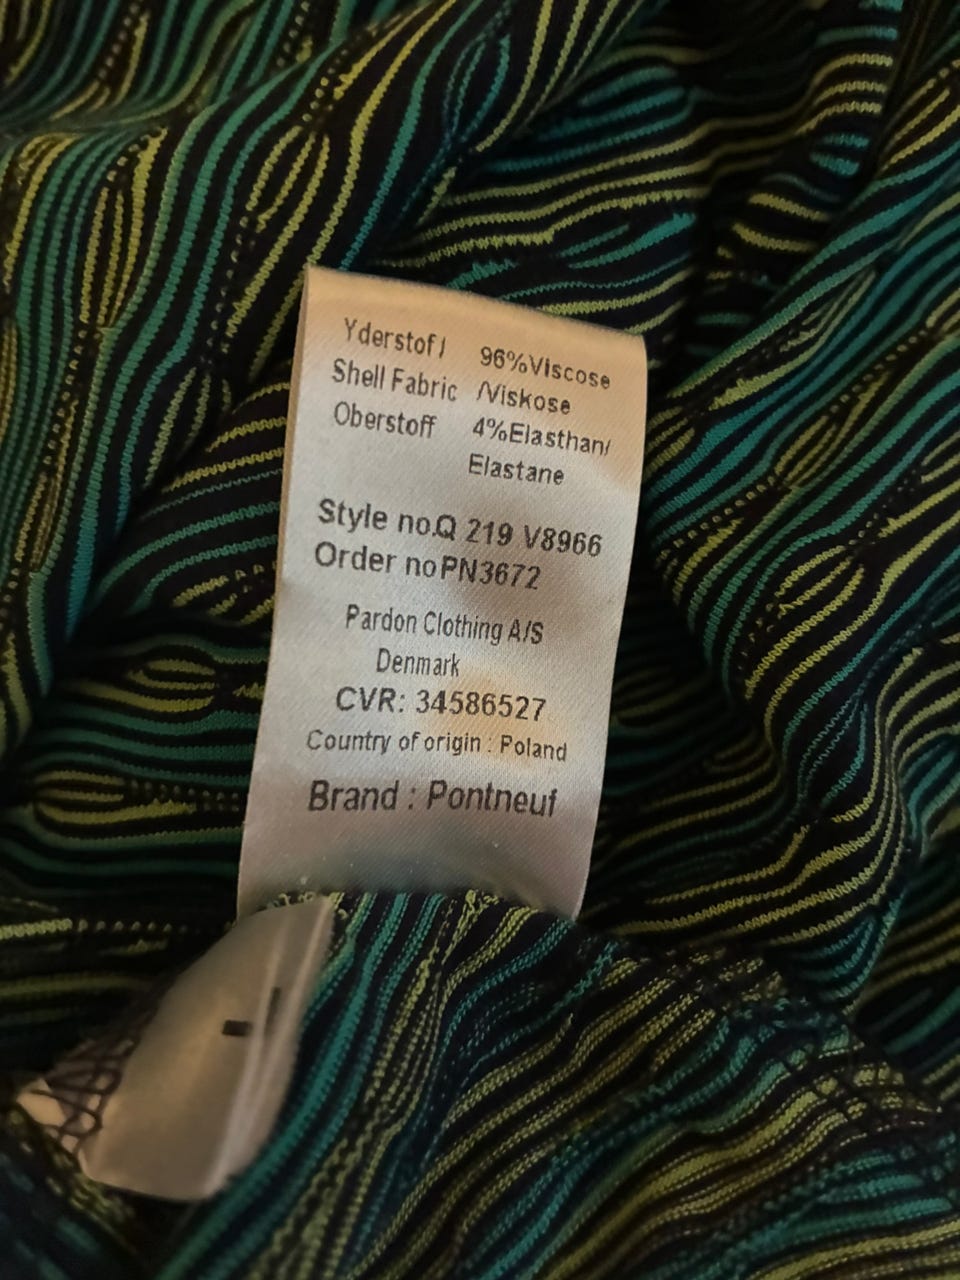 Yderstof/ 96%Viscose
Shell Fabric /Viskose
Oberstoff 4%Elasthan/
Elastane
Style no.Q 219 V8966
Order no PN3672
Pardon Clothing A/S
Denmark
CVR: 34586527
Country of origin : Poland
Brand : Pontneuf